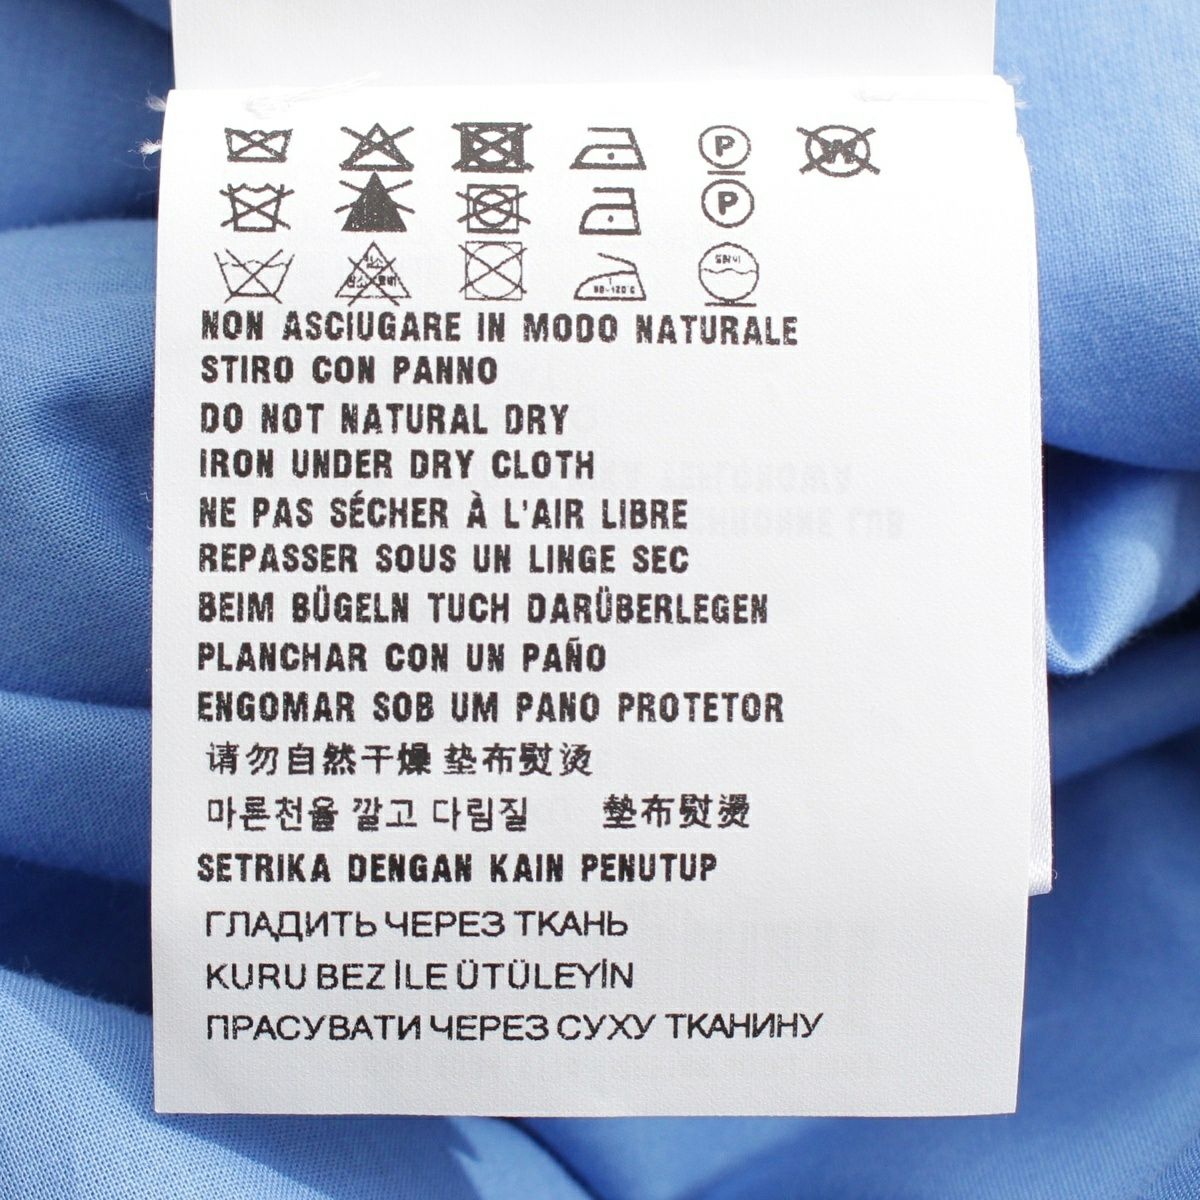 P
W
P
80~120°C
NON ASCIUGARE IN MODO NATURALE
STIRO CON PANNO
DO NOT NATURAL DRY
IRON UNDER DRY CLOTH
NE PAS SÉCHER À L'AIR LIBRE
REPASSER SOUS UN LINGE SEC
BEIM BÜGELN TUCH DARÜBERLEGEN
PLANCHAR CON UN PAÑO
ENGOMAR SOB UM PANO PROTETOR
请勿自然干燥 垫布熨烫
마른천을 깔고 다림질 墊布熨燙
SETRIKA DENGAN KAIN PENUTUP
ГЛАДИТЬ ЧЕРЕЗ ТКАНЬ
KURU BEZ İLE ÜTÜLEYİN
ПРАСУВАТИ ЧЕРЕЗ СУХУ ТКАНИНУ